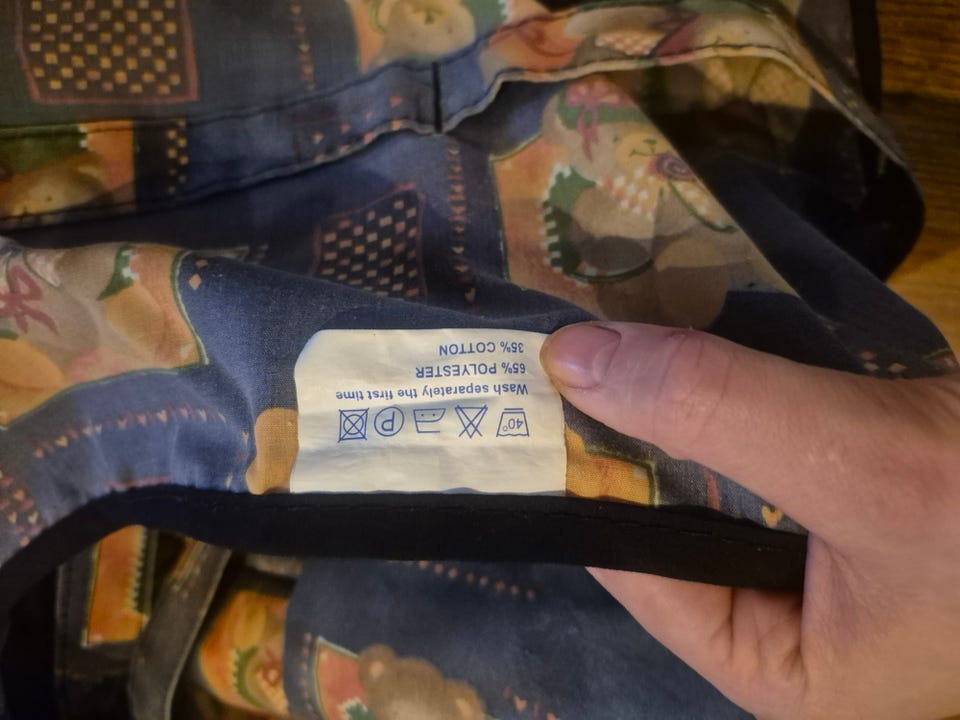 40° P
Wash separately the first time
65% POLYESTER
35% COTTON